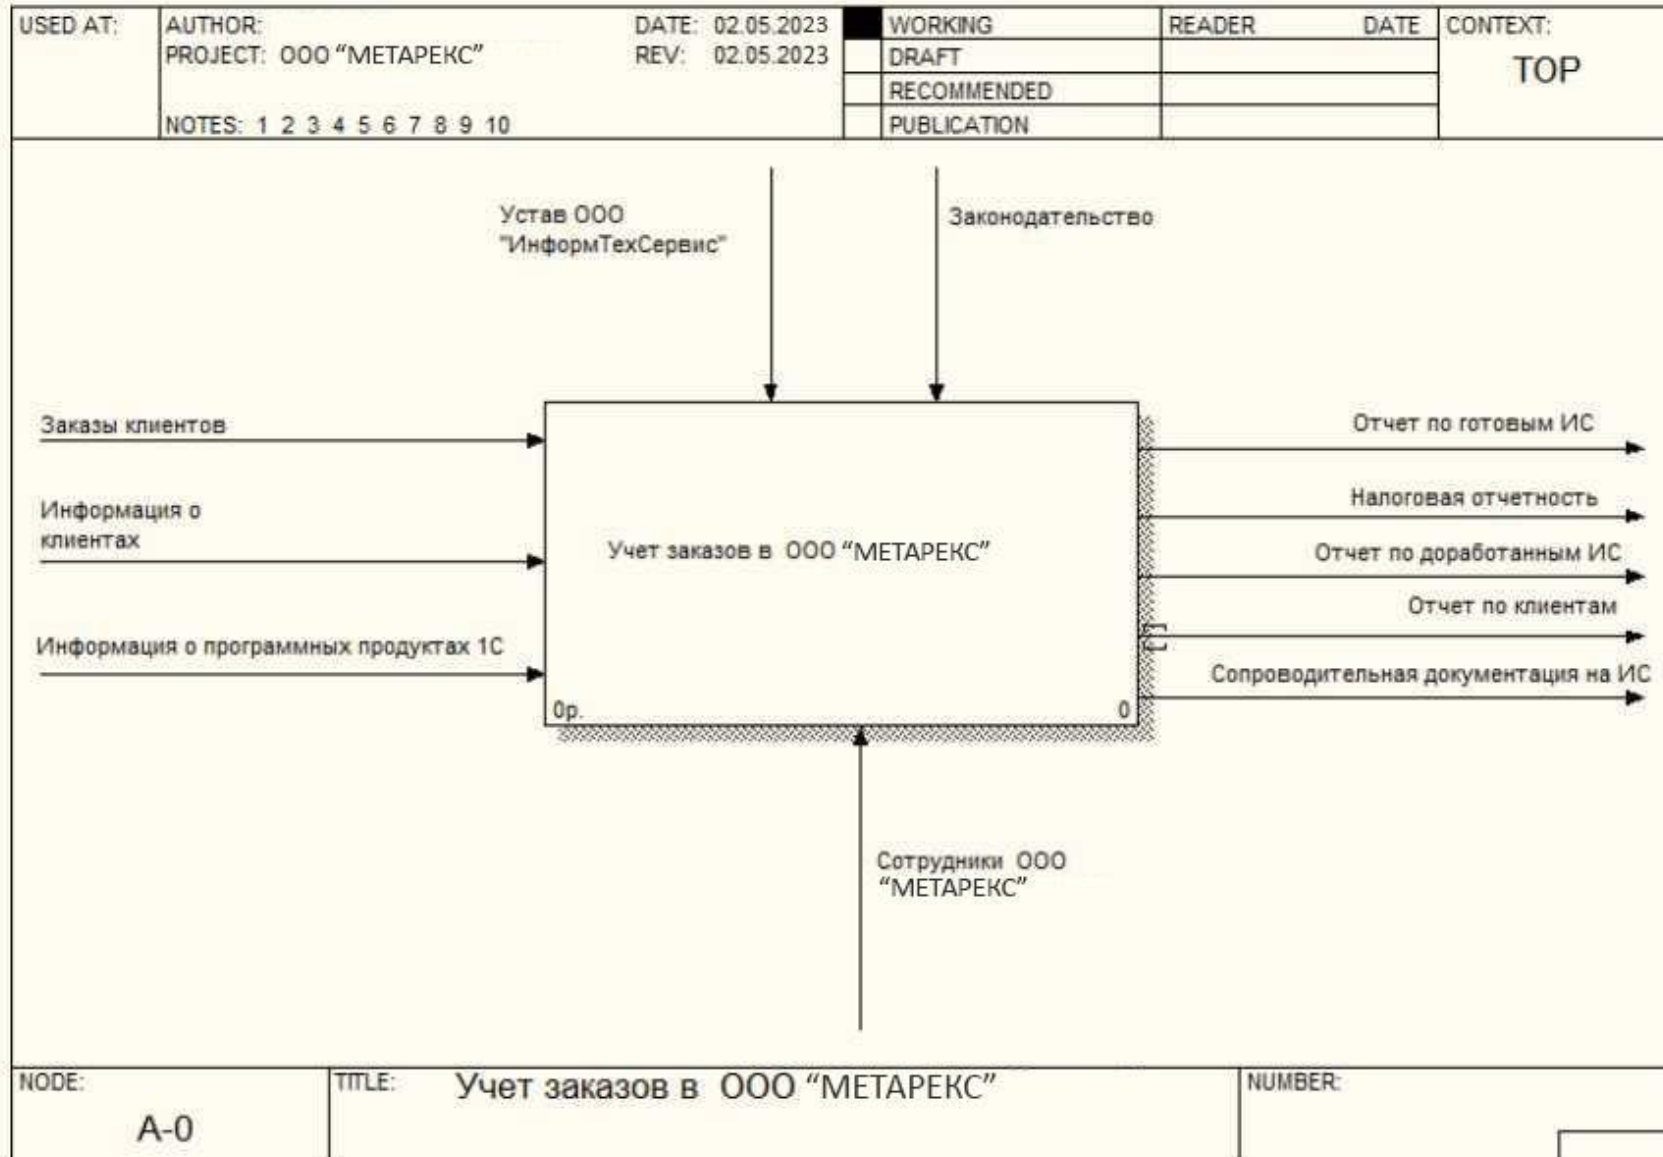 USED AT:
AUTHOR:
DATE: 02.05.2023
PROJECT: ООО “МЕТАРЕКС”
REV: 02.05.2023
NOTES: 1 2 3 4 5 6 7 8 9 10
WORKING
DRAFT
RECOMMENDED
PUBLICATION
READER DATE
CONTEXT:
TOP
Устав ООО
"ИнформТехСервис"
Законодательство
Заказы клиентов
Информация о
клиентах
Информация о программных продуктах 1С
Учет заказов в ООО “МЕТАРЕКС”
0р.
0
Отчет по готовым ИС
Налоговая отчетность
Отчет по доработанным ИС
Отчет по клиентам
Сопроводительная документация на ИС
Сотрудники ООО
“МЕТАРЕКС”
NODE:
A-0
TITLE: Учет заказов в ООО “МЕТАРЕКС”
NUMBER: